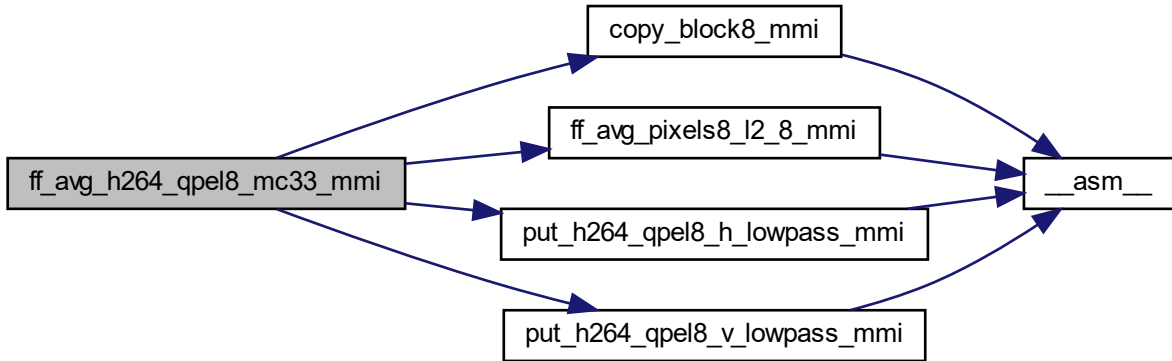 copy_block8_mmi
ff_avg_pixels8_l2_8_mmi
ff_avg_h264_qpel8_mc33_mmi
__asm__
put_h264_qpel8_h_lowpass_mmi
put_h264_qpel8_v_lowpass_mmi